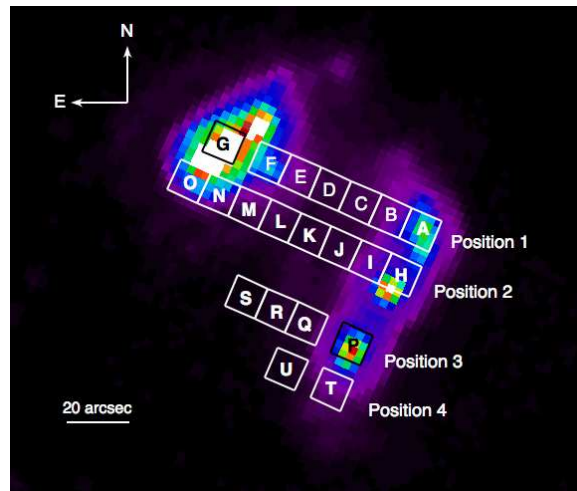 N
E
G
F E D C B A
Position 1
O N M L K J I H
Position 2
S R Q
P
Position 3
U T
Position 4
20 arcsec